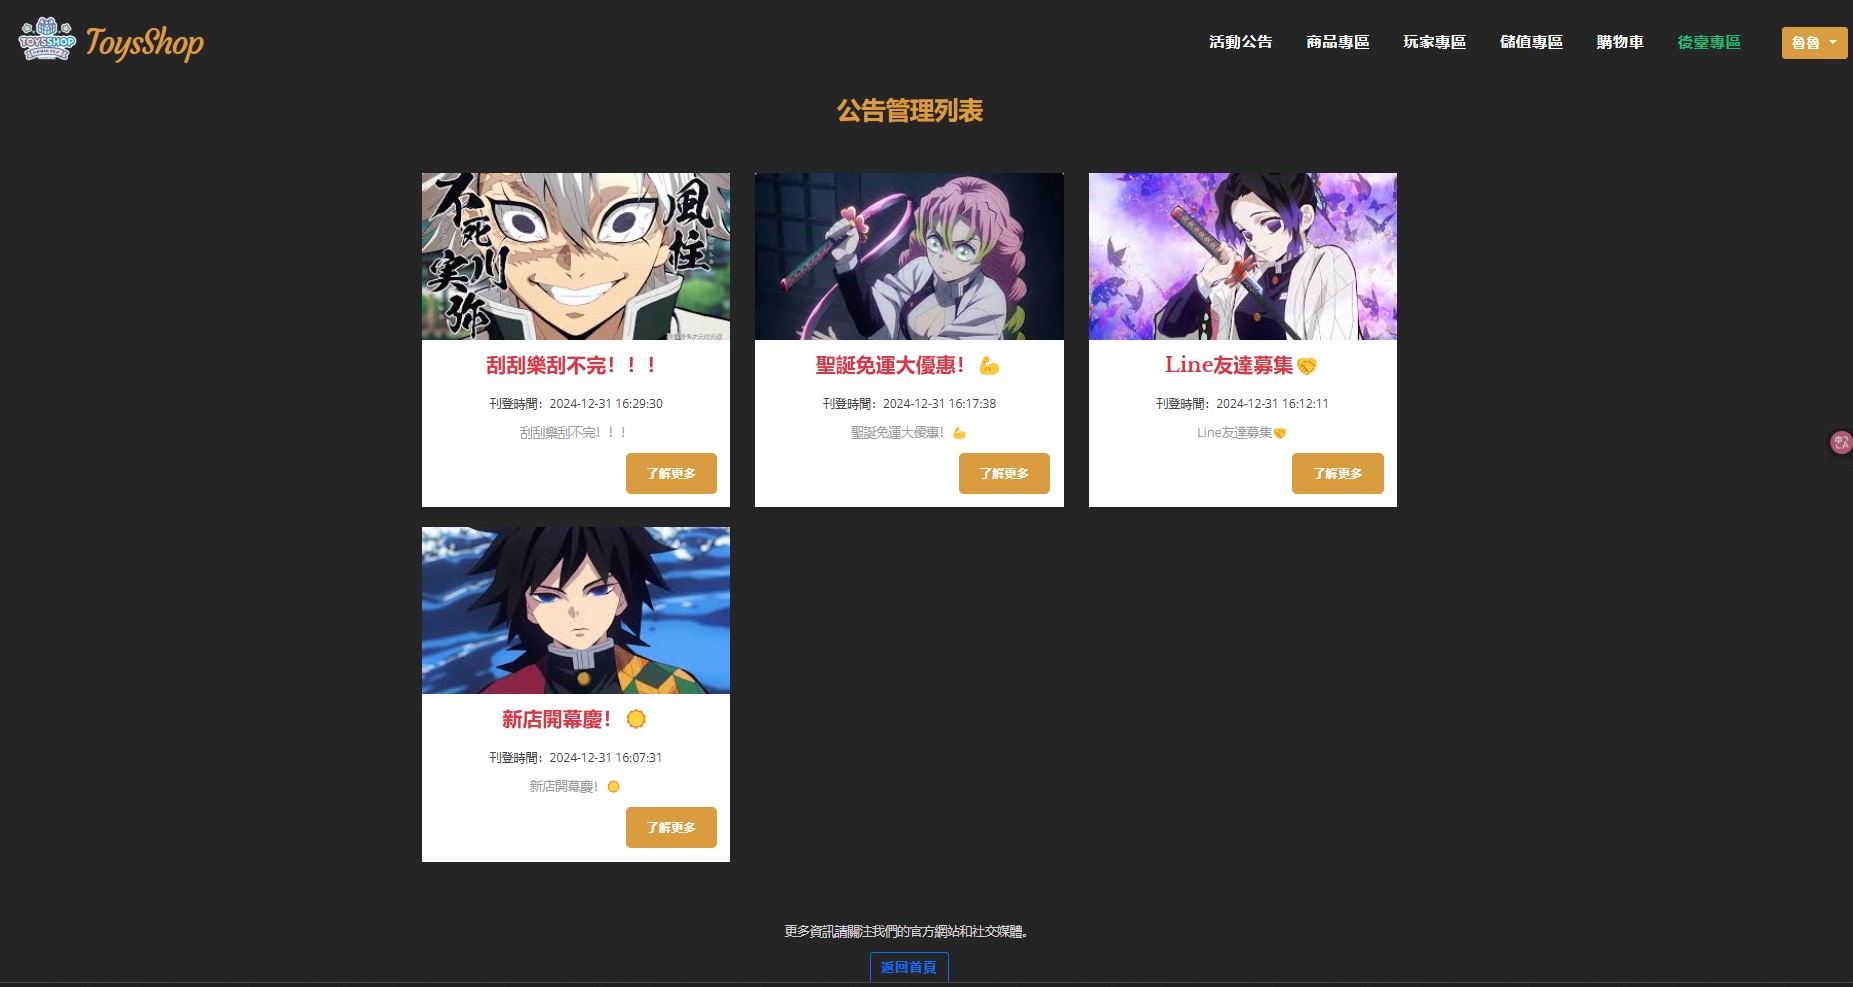 TOYSSHOP
ToysShop
活動公告
商品專區
玩家專區
儲值專區
購物車
後臺專區
魯魯
公告管理列表
風柱
不死川
実弥
刮刮樂刮不完！！！
刊登時間：2024-12-31 16:29:30
刮刮樂刮不完！！！
了解更多
聖誕免運大優惠！💪
刊登時間：2024-12-31 16:17:38
聖誕免運大優惠！💪
了解更多
Line友達募集🤝
刊登時間：2024-12-31 16:12:11
Line友達募集🤝
了解更多
新店開幕慶！🌞
刊登時間：2024-12-31 16:07:31
新店開幕慶！🌞
了解更多
更多資訊請關注我們的官方網站和社交媒體。
返回首頁